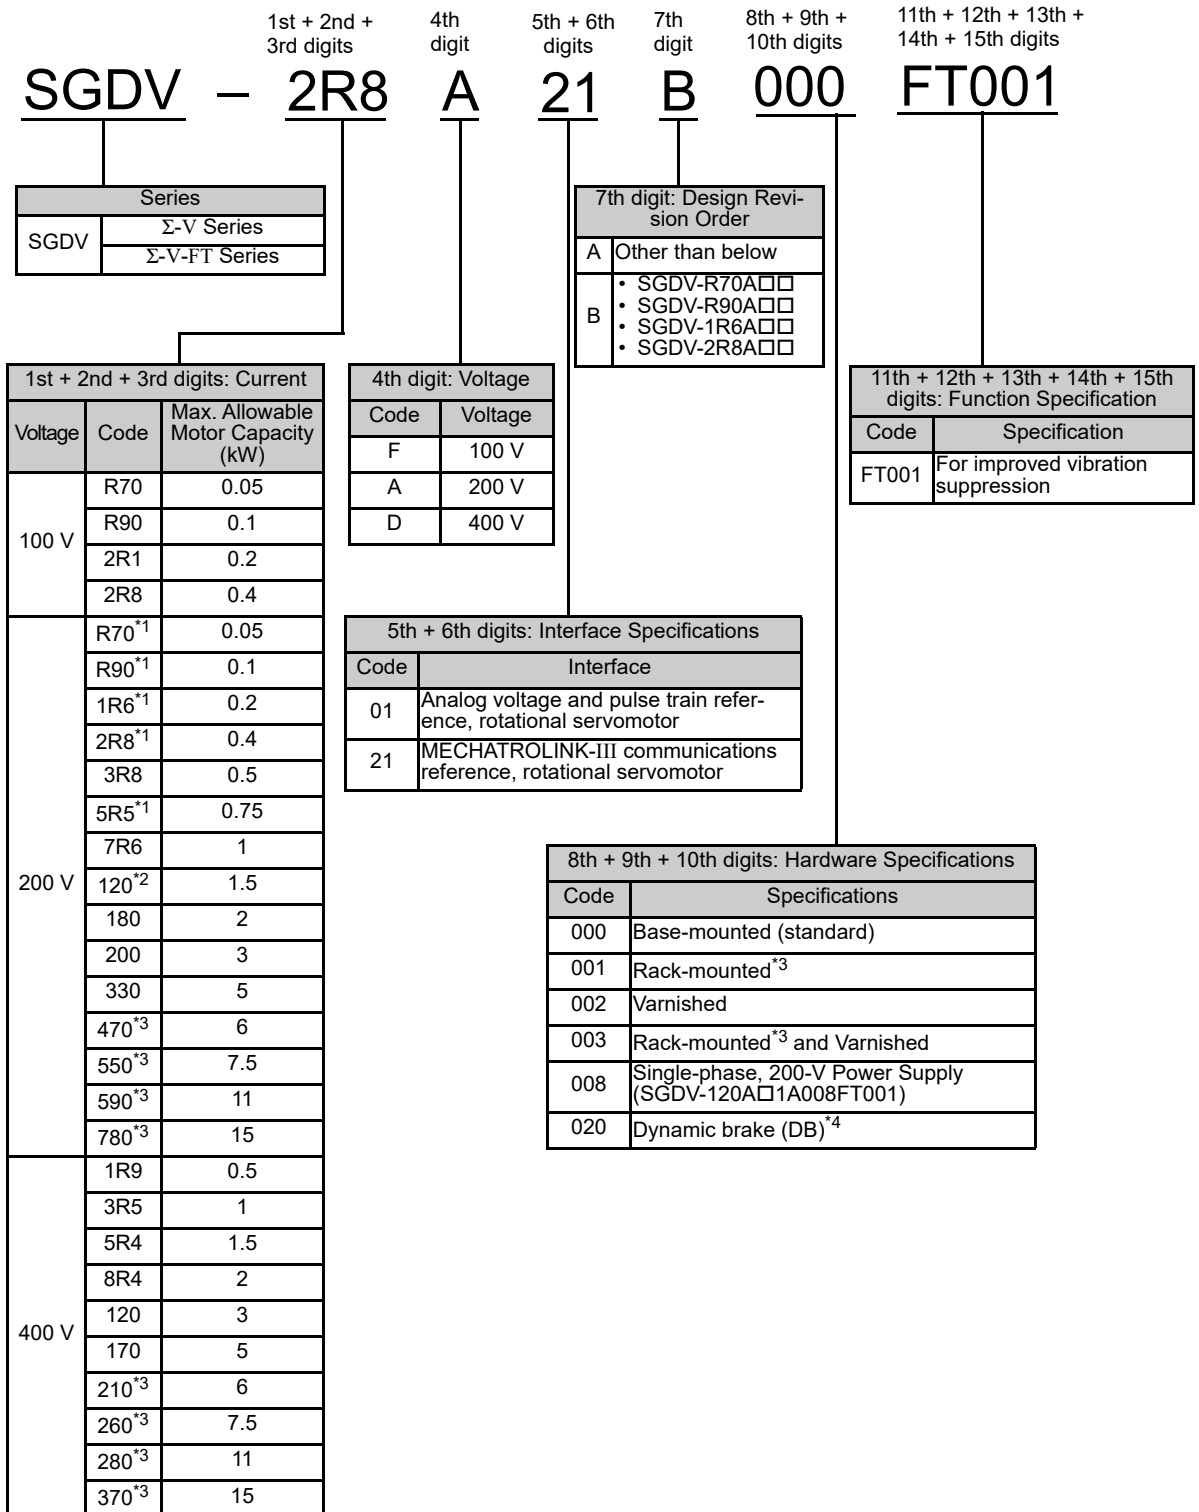 1st + 2nd +
3rd digits
4th
digit
5th + 6th
digits
7th
digit
8th + 9th +
10th digits
11th + 12th + 13th +
14th + 15th digits
SGDV – 2R8 A 21 B 000 FT001
Series
SGDV
Σ-V Series
Σ-V-FT Series
7th digit: Design Revi-
sion Order
A Other than below
B
• SGDV-R70A□□
• SGDV-R90A□□
• SGDV-1R6A□□
• SGDV-2R8A□□
1st + 2nd + 3rd digits: Current
Voltage Code Max. Allowable
Motor Capacity
(kW)
100 V
R70 0.05
R90 0.1
2R1 0.2
2R8 0.4
200 V
R70*1 0.05
R90*1 0.1
1R6*1 0.2
2R8*1 0.4
3R8 0.5
5R5*1 0.75
7R6 1
120*2 1.5
180 2
200 3
330 5
470*3 6
550*3 7.5
590*3 11
780*3 15
400 V
1R9 0.5
3R5 1
5R4 1.5
8R4 2
120 3
170 5
210*3 6
260*3 7.5
280*3 11
370*3 15
4th digit: Voltage
Code Voltage
F 100 V
A 200 V
D 400 V
11th + 12th + 13th + 14th + 15th
digits: Function Specification
Code Specification
FT001 For improved vibration
suppression
5th + 6th digits: Interface Specifications
Code Interface
01 Analog voltage and pulse train refer-
ence, rotational servomotor
21 MECHATROLINK-III communications
reference, rotational servomotor
8th + 9th + 10th digits: Hardware Specifications
Code Specifications
000 Base-mounted (standard)
001 Rack-mounted*3
002 Varnished
003 Rack-mounted*3 and Varnished
008 Single-phase, 200-V Power Supply
(SGDV-120A□1A008FT001)
020 Dynamic brake (DB)*4